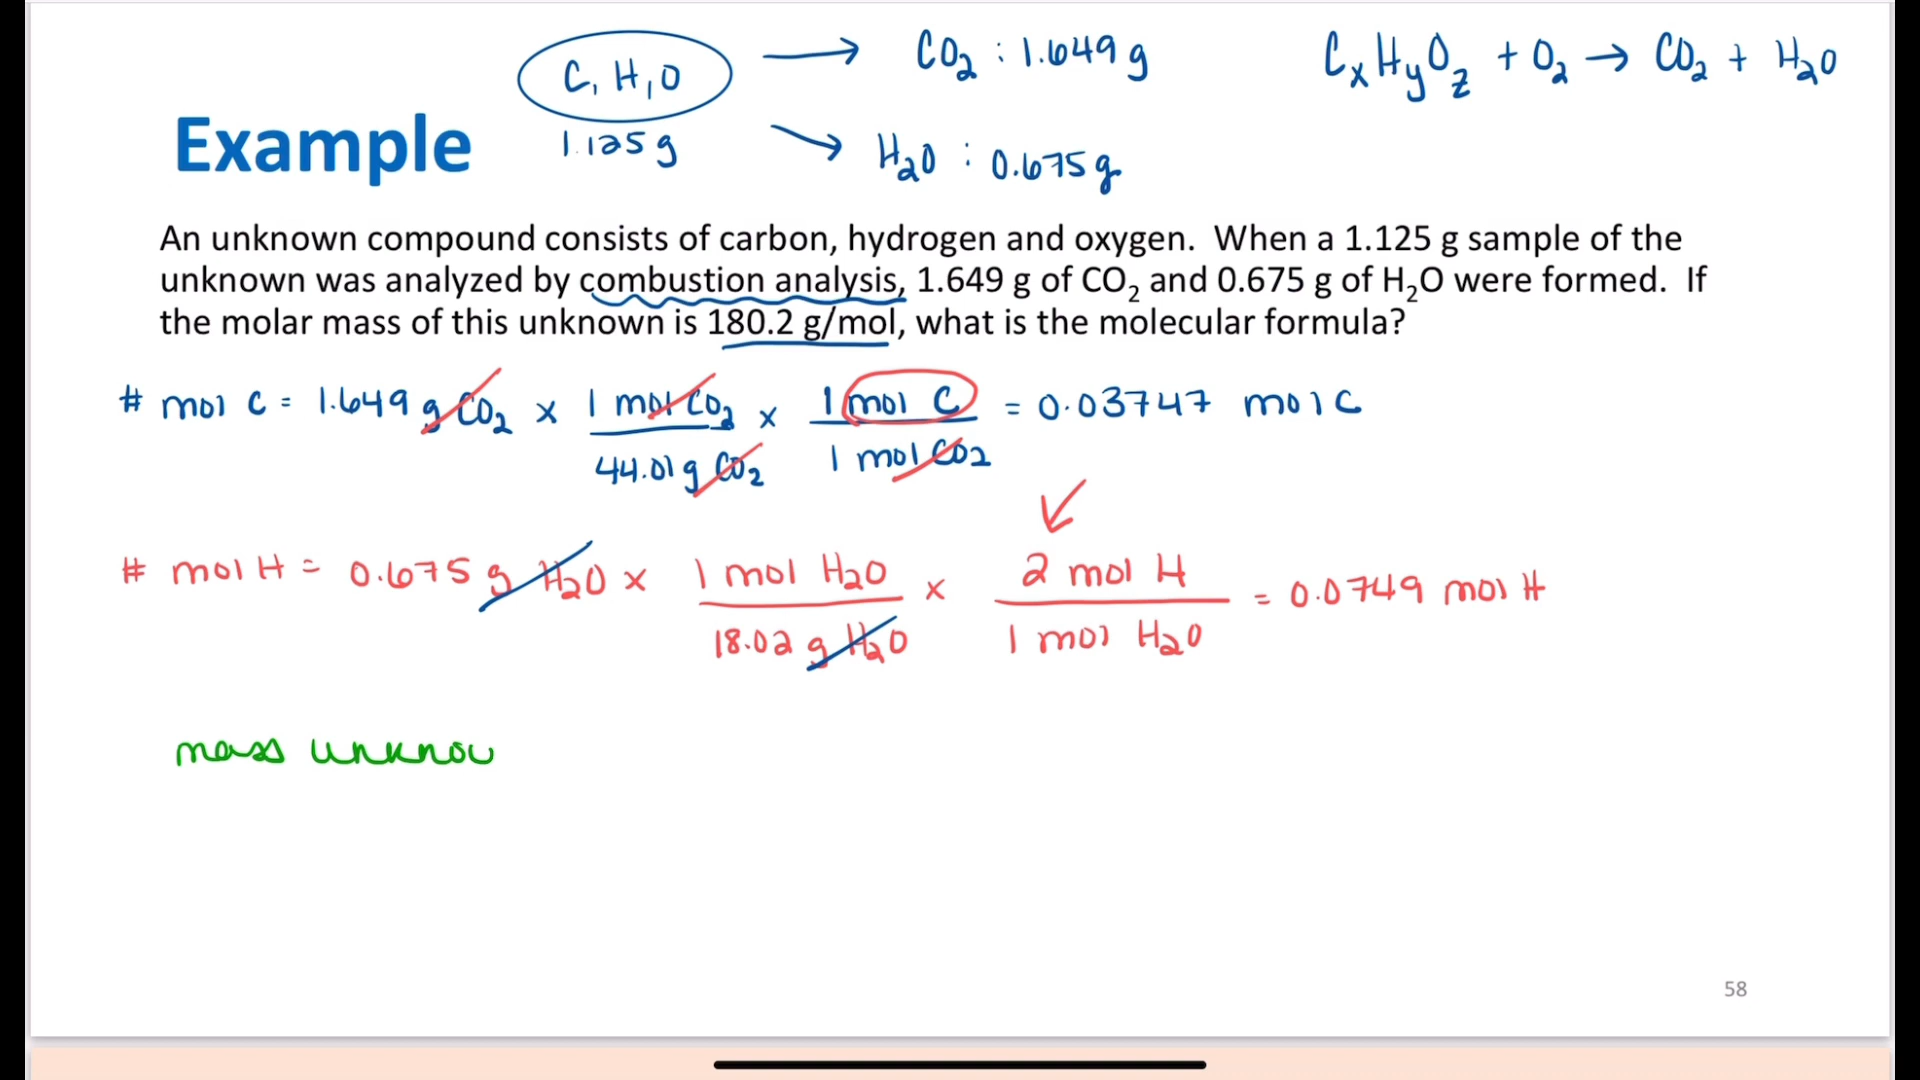 C, H, O → CO₂ : 1.649 g
CₓHᵧO_z + O₂ → CO₂ + H₂O
Example
1.125 g ↘ H₂O : 0.675 g
An unknown compound consists of carbon, hydrogen and oxygen. When a 1.125 g sample of the
unknown was analyzed by combustion analysis, 1.649 g of CO₂ and 0.675 g of H₂O were formed. If
the molar mass of this unknown is 180.2 g/mol, what is the molecular formula?
# mol C = 1.649 g CO₂ × 1 mol CO₂ × 1 mol C = 0.03747 mol C
44.01 g CO₂ 1 mol CO₂
# mol H = 0.675 g H₂O × 1 mol H₂O × 2 mol H = 0.0749 mol H
18.02 g H₂O 1 mol H₂O
mass unknou
58